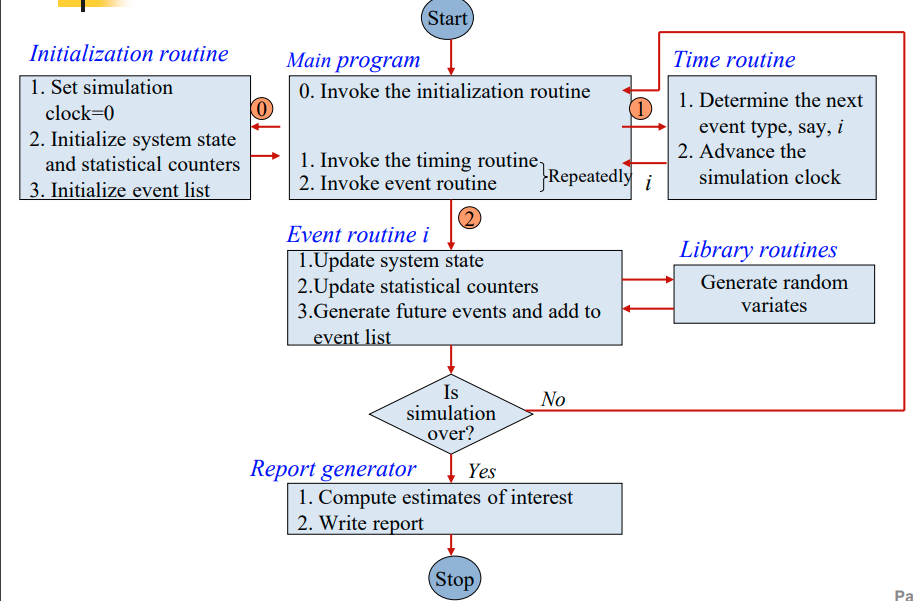 Start
Initialization routine
1. Set simulation
clock=0
2. Initialize system state
and statistical counters
3. Initialize event list
0
Main program
0. Invoke the initialization routine
1. Invoke the timing routine
2. Invoke event routine
Repeatedly
1
i
Time routine
1. Determine the next
event type, say, i
2. Advance the
simulation clock
2
Event routine i
1.Update system state
2.Update statistical counters
3.Generate future events and add to
event list
Library routines
Generate random
variates
Is
simulation
over?
No
Yes
Report generator
1. Compute estimates of interest
2. Write report
Stop
Pa